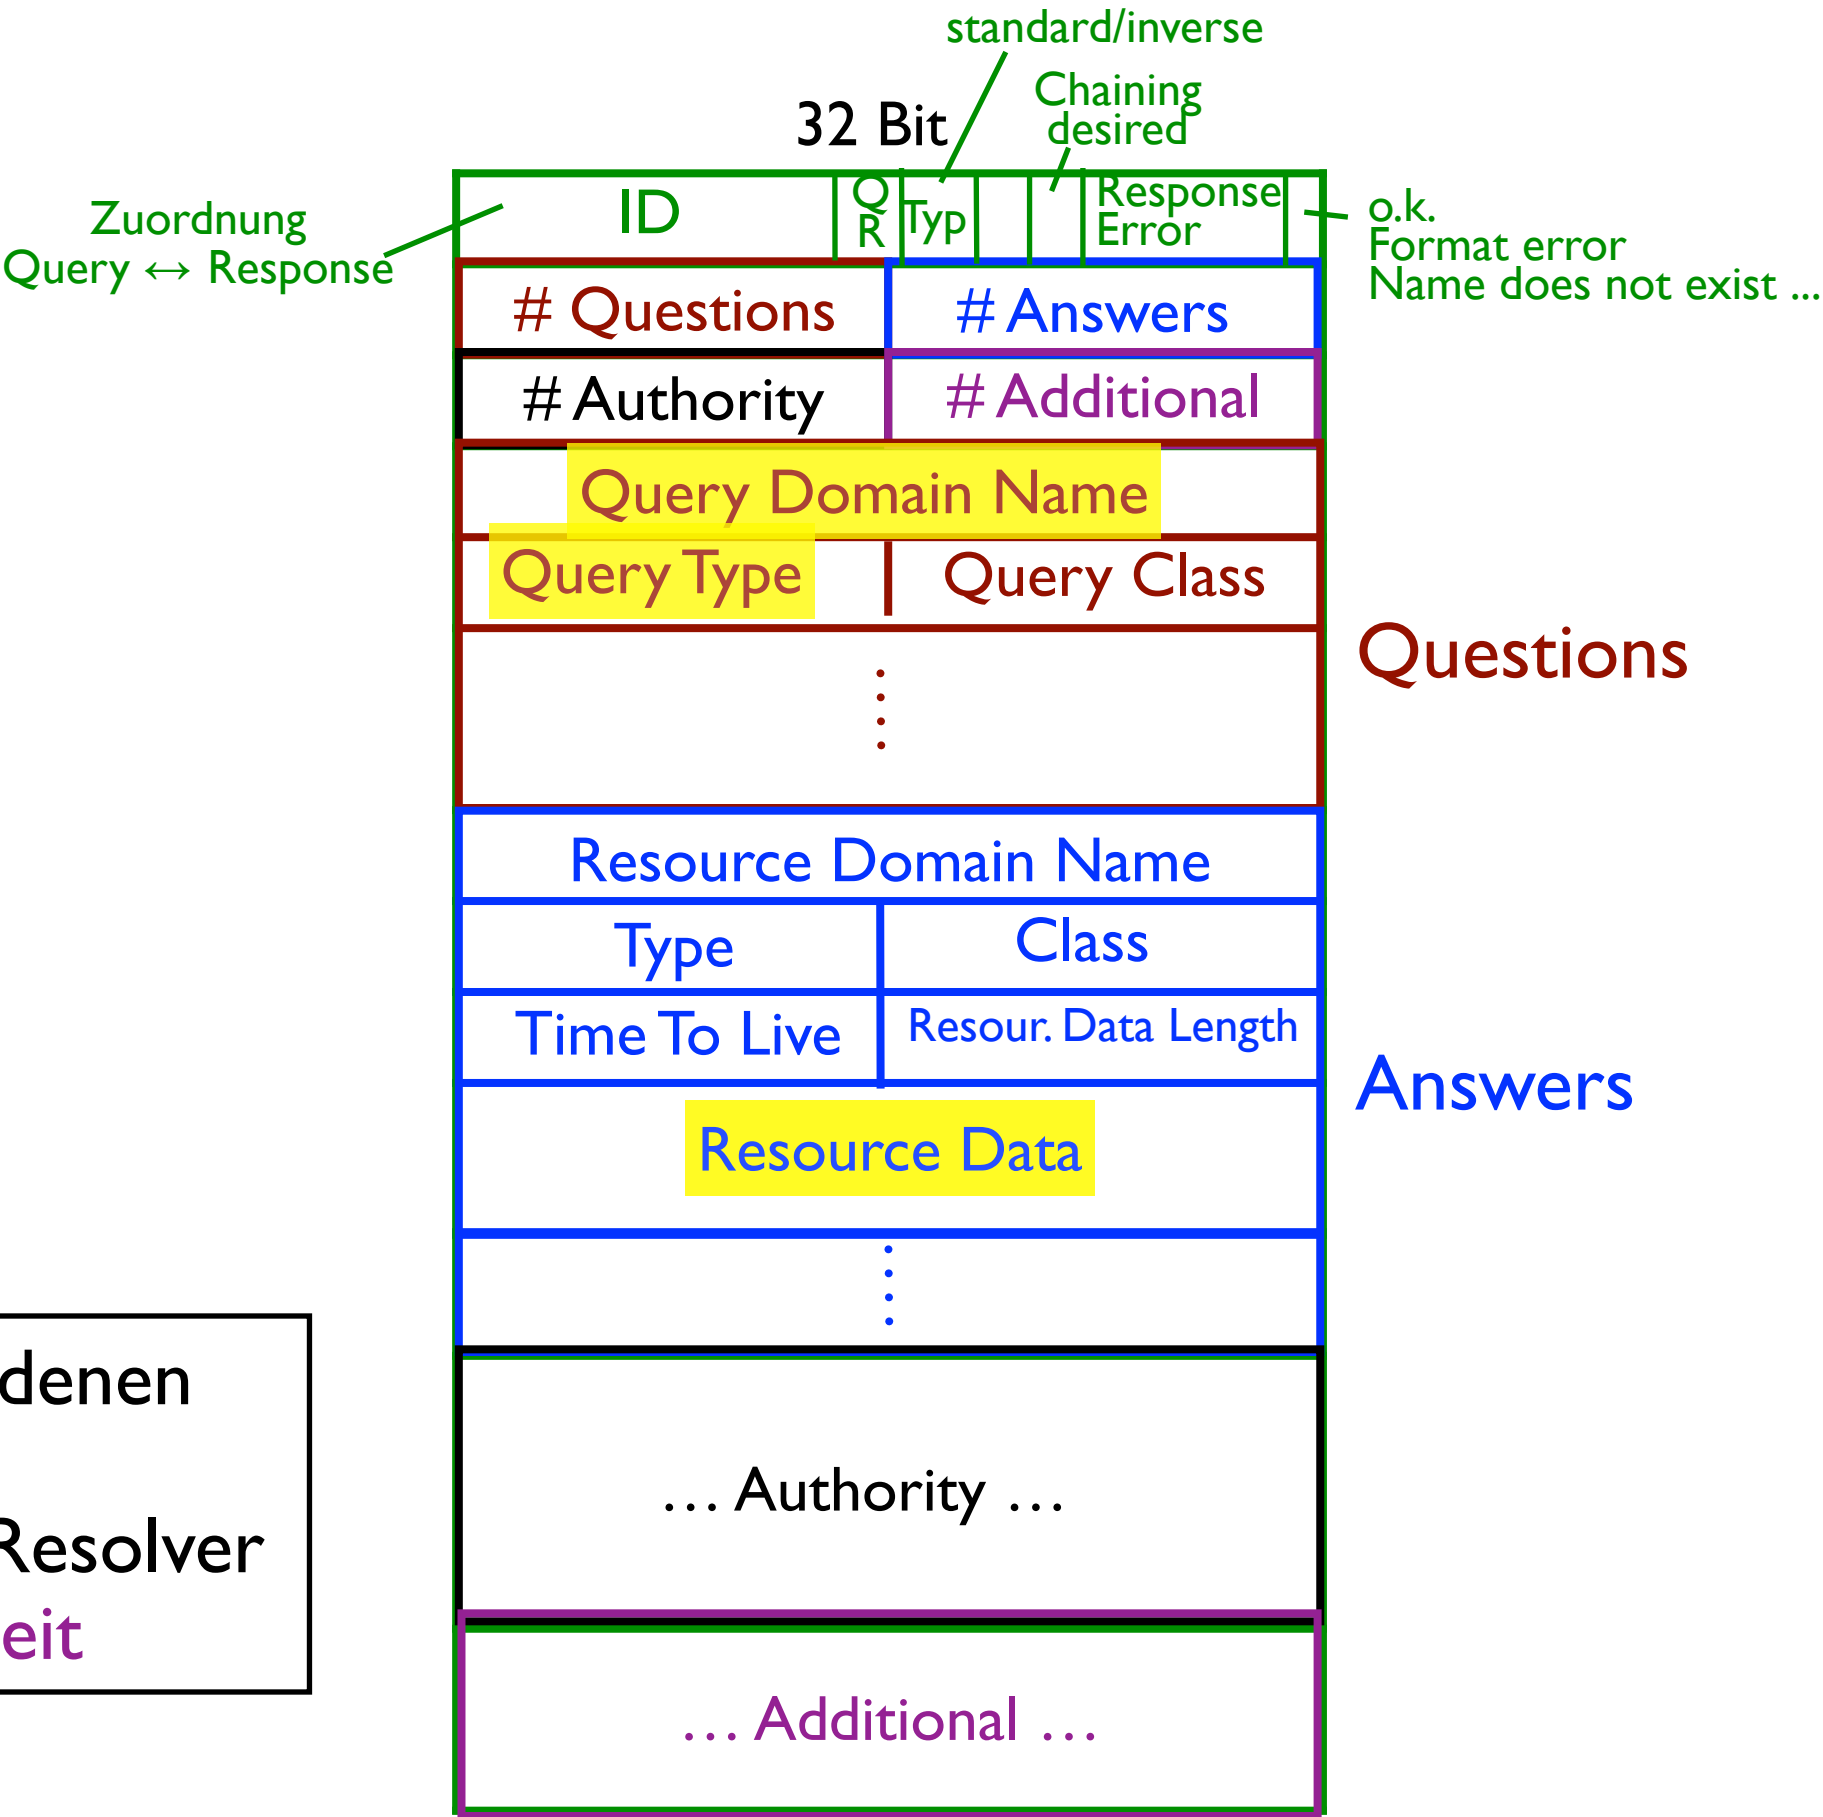 standard/inverse
Chaining
desired
32 Bit
Zuordnung
Query ↔ Response
ID
Q
R
Typ
Response
Error
o.k.
Format error
Name does not exist ...
# Questions
# Answers
# Authority
# Additional
Query Domain Name
Query Type
Query Class
Questions
Resource Domain Name
Type
Class
Time To Live
Resour. Data Length
Answers
Resource Data
denen
Resolver
eit
… Authority …
… Additional …